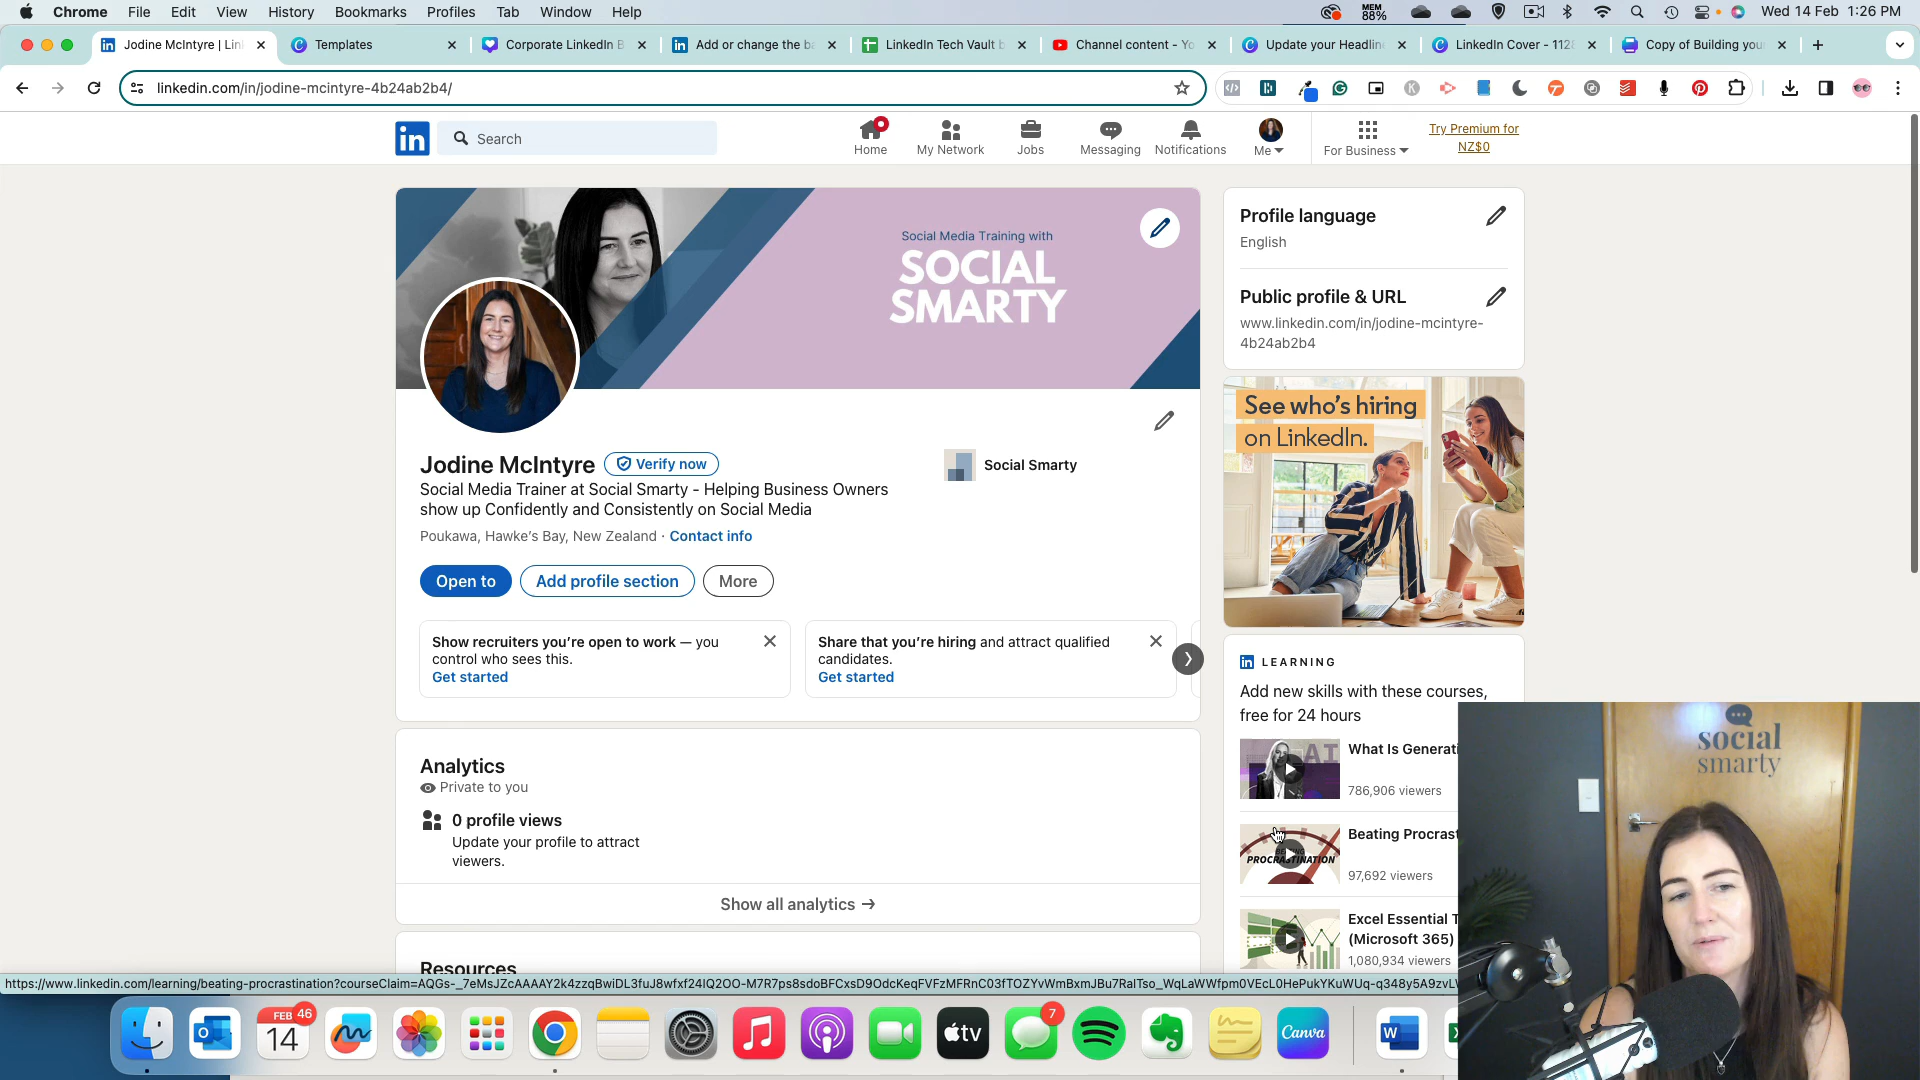 Chrome File Edit View History Bookmarks Profiles Tab Window Help
MEM 88% Wed 14 Feb 1:26 PM
Jodine McIntyre | Lin
Templates
Corporate LinkedIn B
Add or change the ba
LinkedIn Tech Vault b
Channel content - Yo
Update your Headlin
LinkedIn Cover - 1128
Copy of Building you
linkedin.com/in/jodine-mcintyre-4b24ab2b4/
in
Search
Home
My Network
Jobs
Messaging
Notifications
Me
For Business
Try Premium for
NZ$0
Social Media Training with
SOCIAL
SMARTY
Jodine McIntyre
Verify now
Social Smarty
Social Media Trainer at Social Smarty - Helping Business Owners
show up Confidently and Consistently on Social Media
Poukawa, Hawke's Bay, New Zealand · Contact info
Open to
Add profile section
More
Show recruiters you're open to work — you
control who sees this.
Get started
Share that you're hiring and attract qualified
candidates.
Get started
Analytics
Private to you
0 profile views
Update your profile to attract
viewers.
Show all analytics →
Resources
Profile language
English
Public profile & URL
www.linkedin.com/in/jodine-mcintyre-
4b24ab2b4
See who's hiring
on LinkedIn.
in LEARNING
Add new skills with these courses,
free for 24 hours
AI
What Is Generati
786,906 viewers
PROCRASTINATION
Beating Procrast
97,692 viewers
Excel Essential T
(Microsoft 365)
1,080,934 viewers
social
smarty
FEB 46
14
tv
7
Canva
W